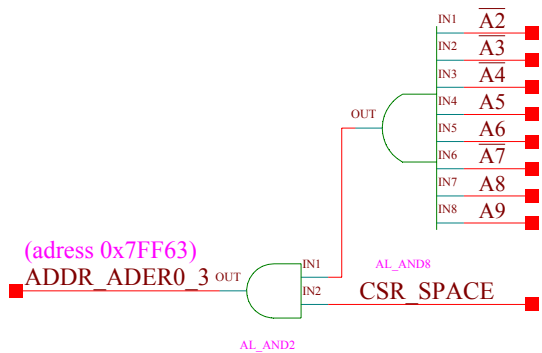 IN1 A2
IN2 A3
IN3 A4
IN4 A5
OUT
IN5 A6
IN6 A7
IN7 A8
IN8 A9
(adress 0x7FF63)
ADDR_ADER0_3 OUT
IN1
AL_AND8
IN2 CSR_SPACE
AL_AND2